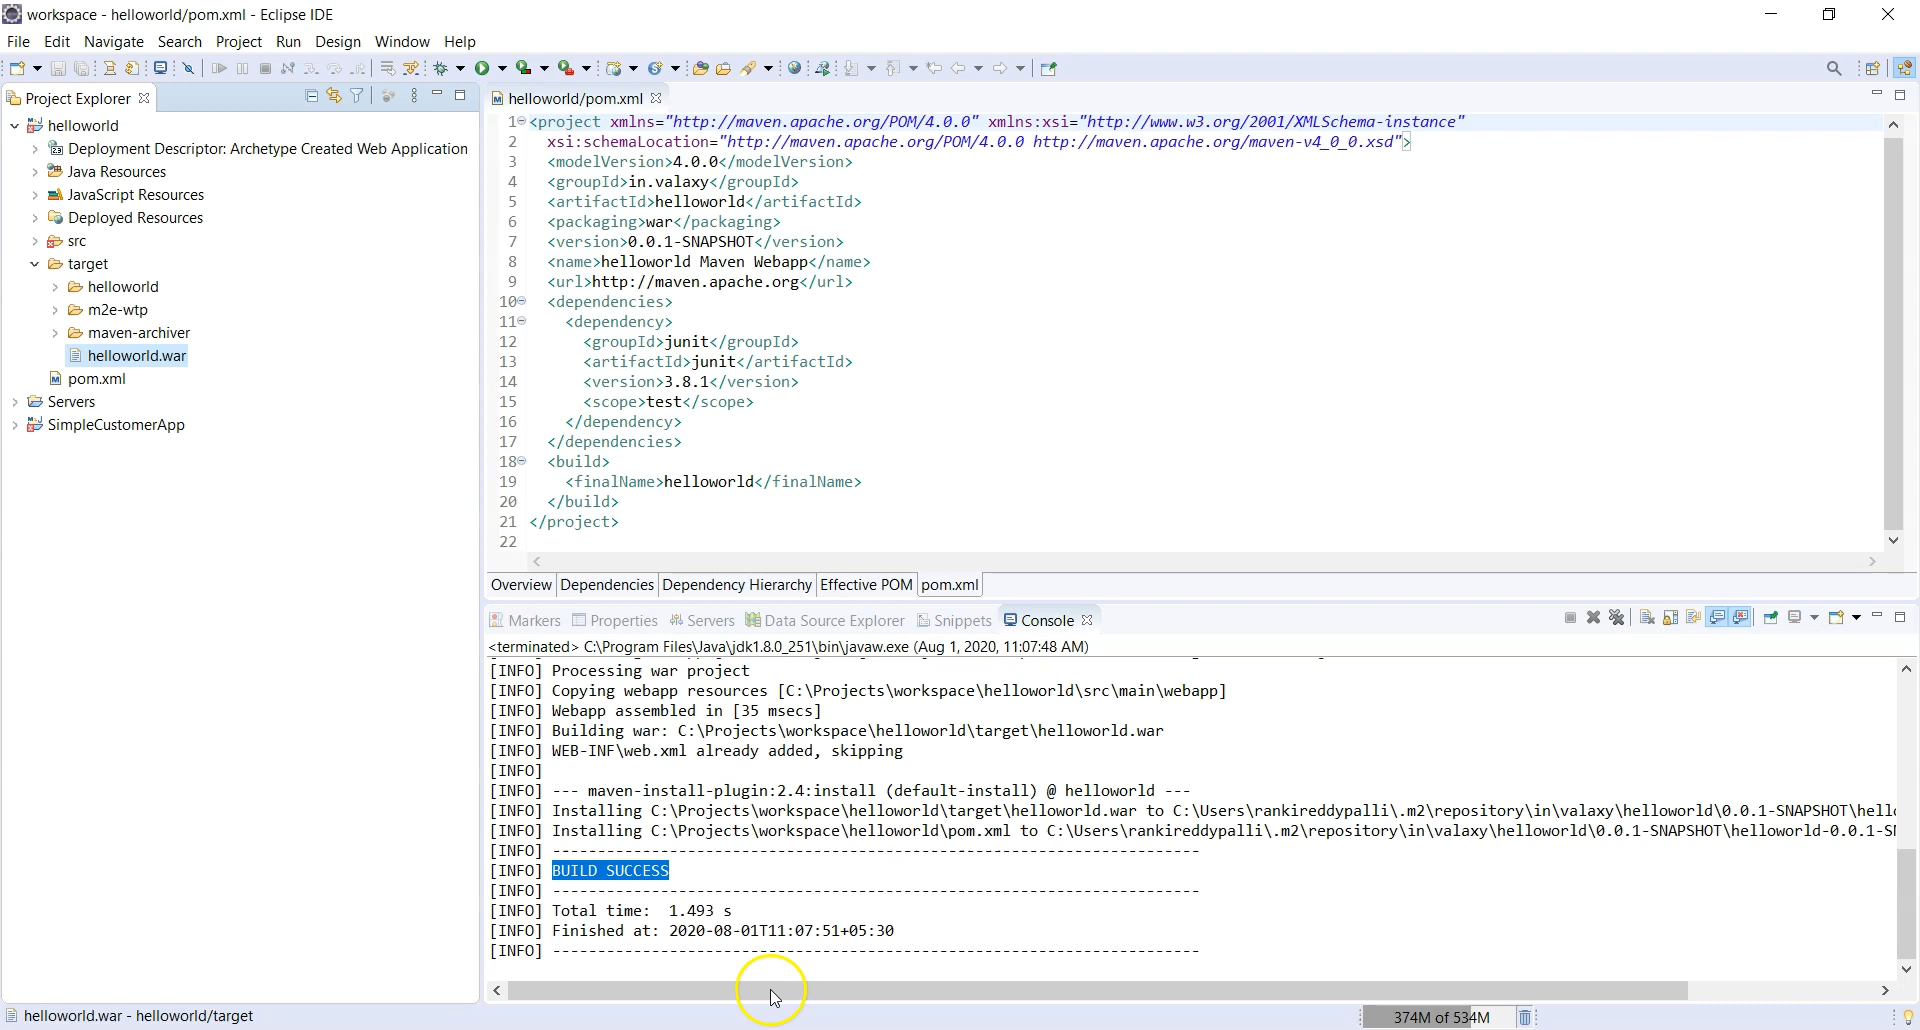 workspace - helloworld/pom.xml - Eclipse IDE
File Edit Navigate Search Project Run Design Window Help
Project Explorer
helloworld
Deployment Descriptor: Archetype Created Web Application
Java Resources
JavaScript Resources
Deployed Resources
src
target
helloworld
m2e-wtp
maven-archiver
helloworld.war
pom.xml
Servers
SimpleCustomerApp
helloworld/pom.xml
1 <project xmlns="http://maven.apache.org/POM/4.0.0" xmlns:xsi="http://www.w3.org/2001/XMLSchema-instance"
2 xsi:schemaLocation="http://maven.apache.org/POM/4.0.0 http://maven.apache.org/maven-v4_0_0.xsd">
3 <modelVersion>4.0.0</modelVersion>
4 <groupId>in.valaxy</groupId>
5 <artifactId>helloworld</artifactId>
6 <packaging>war</packaging>
7 <version>0.0.1-SNAPSHOT</version>
8 <name>helloworld Maven Webapp</name>
9 <url>http://maven.apache.org</url>
10 <dependencies>
11 <dependency>
12 <groupId>junit</groupId>
13 <artifactId>junit</artifactId>
14 <version>3.8.1</version>
15 <scope>test</scope>
16 </dependency>
17 </dependencies>
18 <build>
19 <finalName>helloworld</finalName>
20 </build>
21 </project>
22
Overview Dependencies Dependency Hierarchy Effective POM pom.xml
Markers Properties Servers Data Source Explorer Snippets Console
<terminated> C:\Program Files\Java\jdk1.8.0_251\bin\javaw.exe (Aug 1, 2020, 11:07:48 AM)
[INFO] Processing war project
[INFO] Copying webapp resources [C:\Projects\workspace\helloworld\src\main\webapp]
[INFO] Webapp assembled in [35 msecs]
[INFO] Building war: C:\Projects\workspace\helloworld\target\helloworld.war
[INFO] WEB-INF\web.xml already added, skipping
[INFO]
[INFO] --- maven-install-plugin:2.4:install (default-install) @ helloworld ---
[INFO] Installing C:\Projects\workspace\helloworld\target\helloworld.war to C:\Users\rankireddypalli\.m2\repository\in\valaxy\helloworld\0.0.1-SNAPSHOT\hell
[INFO] Installing C:\Projects\workspace\helloworld\pom.xml to C:\Users\rankireddypalli\.m2\repository\in\valaxy\helloworld\0.0.1-SNAPSHOT\helloworld-0.0.1-S
[INFO] ------------------------------------------------------------------------
[INFO] BUILD SUCCESS
[INFO] ------------------------------------------------------------------------
[INFO] Total time: 1.493 s
[INFO] Finished at: 2020-08-01T11:07:51+05:30
[INFO] ------------------------------------------------------------------------
helloworld.war - helloworld/target
374M of 534M